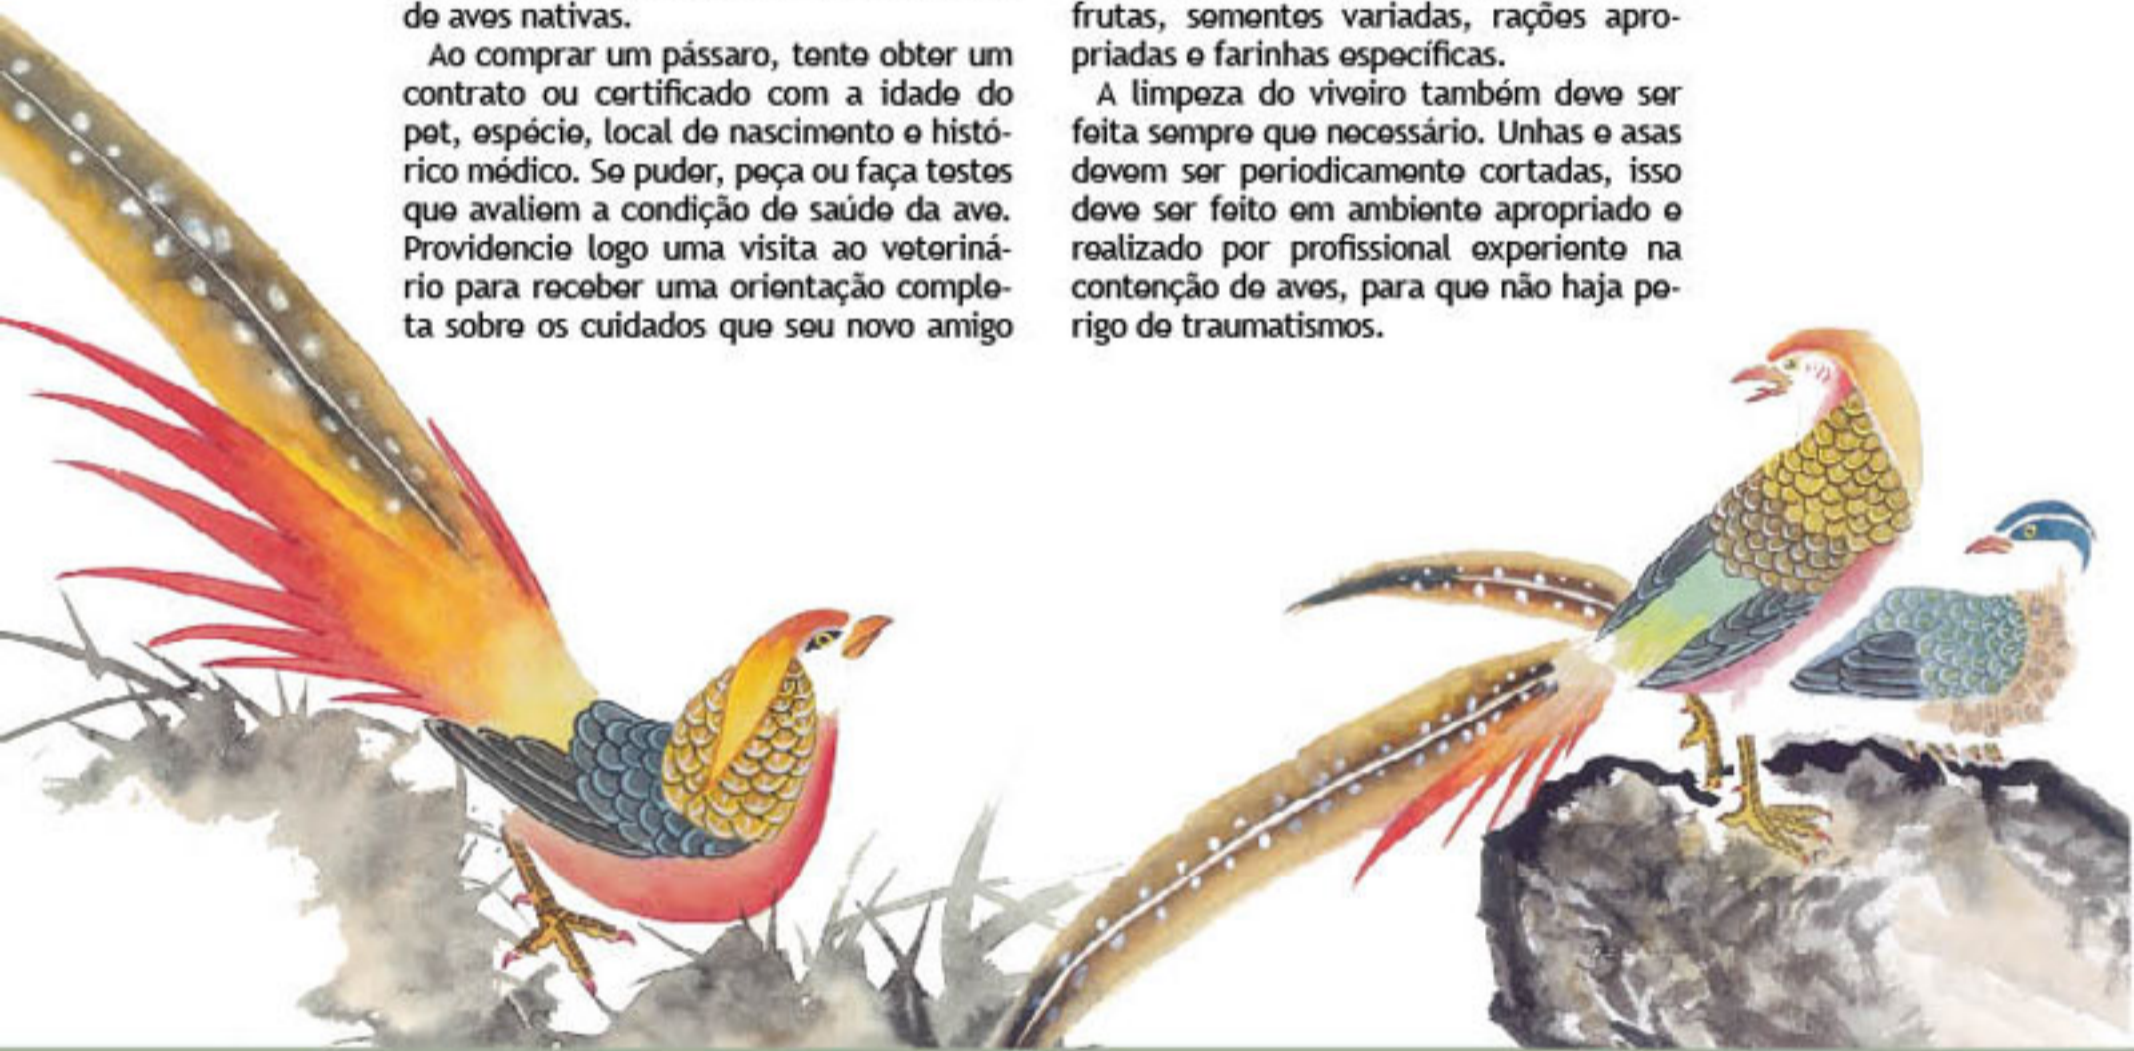 de aves nativas.
Ao comprar um pássaro, tente obter um
contrato ou certificado com a idade do
pet, espécie, local de nascimento e histó-
rico médico. Se puder, peça ou faça testes
que avaliem a condição de saúde da ave.
Providencie logo uma visita ao veteriná-
rio para receber uma orientação comple-
ta sobre os cuidados que seu novo amigo
frutas, sementes variadas, rações apro-
priadas e farinhas específicas.
A limpeza do viveiro também deve ser
feita sempre que necessário. Unhas e asas
devem ser periodicamente cortadas, isso
deve ser feito em ambiente apropriado e
realizado por profissional experiente na
contenção de aves, para que não haja pe-
rigo de traumatismos.